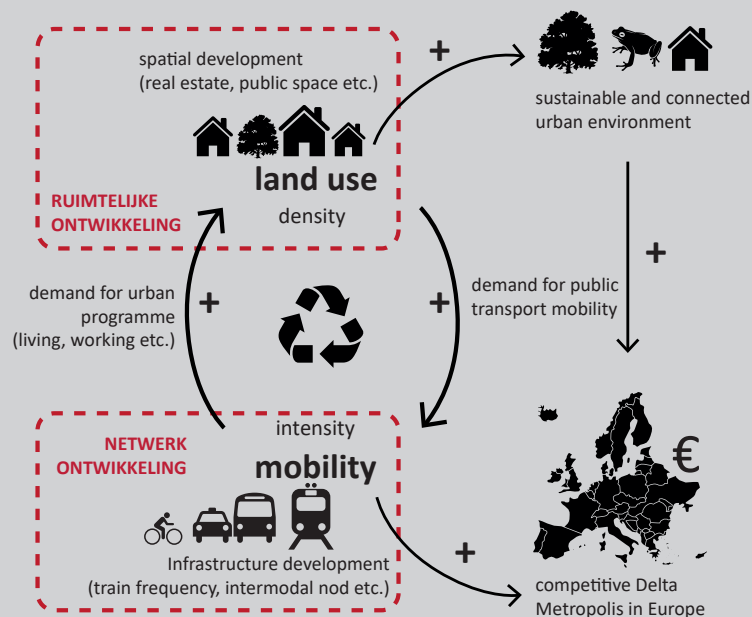 spatial development
(real estate, public space etc.)
land use
density
RUIMTELIJKE
ONTWIKKELING
+
sustainable and connected
urban environment
+
demand for urban
programme
(living, working etc.)
+
+
demand for public
transport mobility
intensity
NETWERK
ONTWIKKELING
mobility
Infrastructure development
(train frequency, intermodal nod etc.)
+
€
competitive Delta
Metropolis in Europe